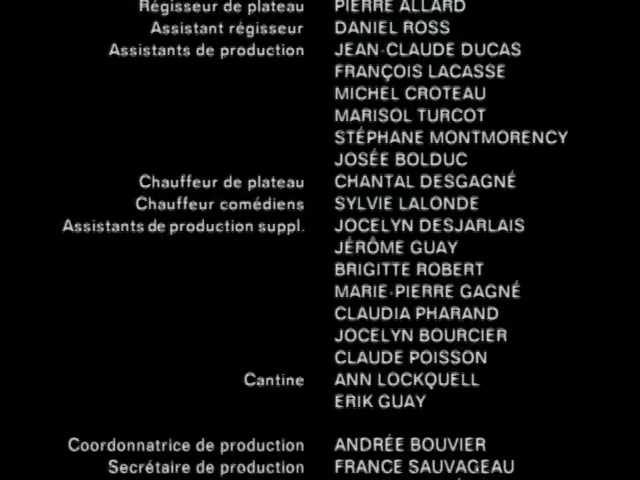 Régisseur de plateau PIERRE ALLARD
Assistant régisseur DANIEL ROSS
Assistants de production JEAN-CLAUDE DUCAS
FRANÇOIS LACASSE
MICHEL CROTEAU
MARISOL TURCOT
STÉPHANE MONTMORENCY
JOSÉE BOLDUC
Chauffeur de plateau CHANTAL DESGAGNÉ
Chauffeur comédiens SYLVIE LALONDE
Assistants de production suppl. JOCELYN DESJARLAIS
JÉRÔME GUAY
BRIGITTE ROBERT
MARIE-PIERRE GAGNÉ
CLAUDIA PHARAND
JOCELYN BOURCIER
CLAUDE POISSON
Cantine ANN LOCKQUELL
ERIK GUAY
Coordonnatrice de production ANDRÉE BOUVIER
Secrétaire de production FRANCE SAUVAGEAU